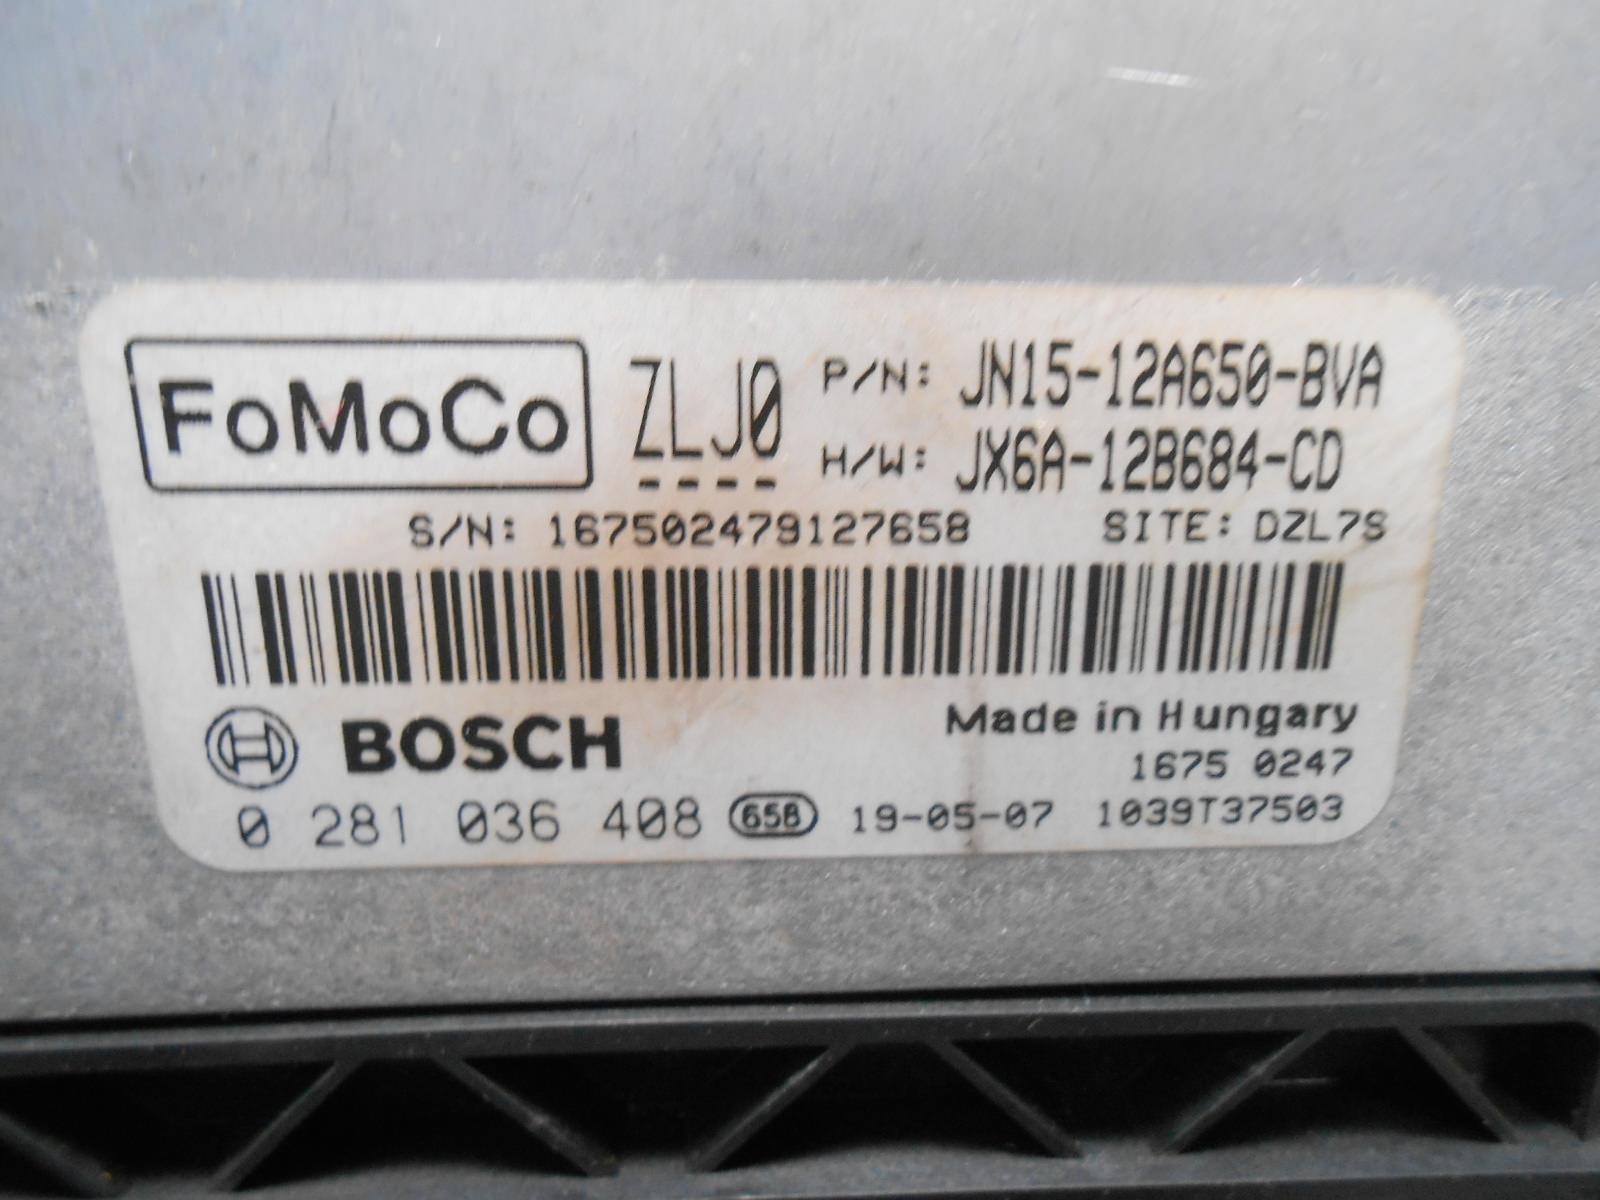 FoMoCo ZLJ0 P/N: JN15-12A650-BVA
H/W: JX6A-12B684-CD
S/N: 167502479127658 SITE: DZL7S
BOSCH Made in Hungary
1675 0247
0 281 036 408 658 19-05-07 1039T37503